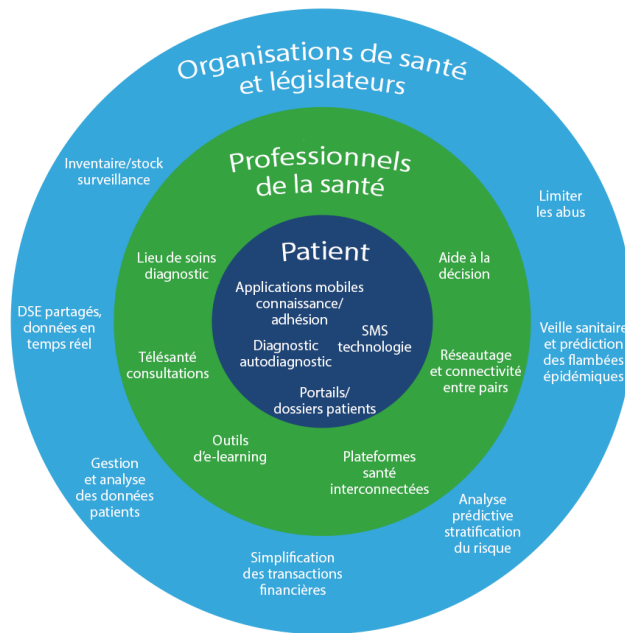 Organisations de santé
et législateurs
Inventaire/stock
surveillance
Limiter
les abus
DSE partagés,
données en
temps réel
Veille sanitaire
et prédiction
des flambées
épidémiques
Gestion
et analyse
des données
patients
Analyse
prédictive
stratification
du risque
Simplification
des transactions
financières
Professionnels
de la santé
Lieu de soins
diagnostic
Aide à la
décision
Télésanté
consultations
Réseautage
et connectivité
entre pairs
Outils
d'e-learning
Plateformes
santé
interconnectées
Patient
Applications mobiles
connaissance/
adhésion
SMS
technologie
Diagnostic
autodiagnostic
Portails/
dossiers patients